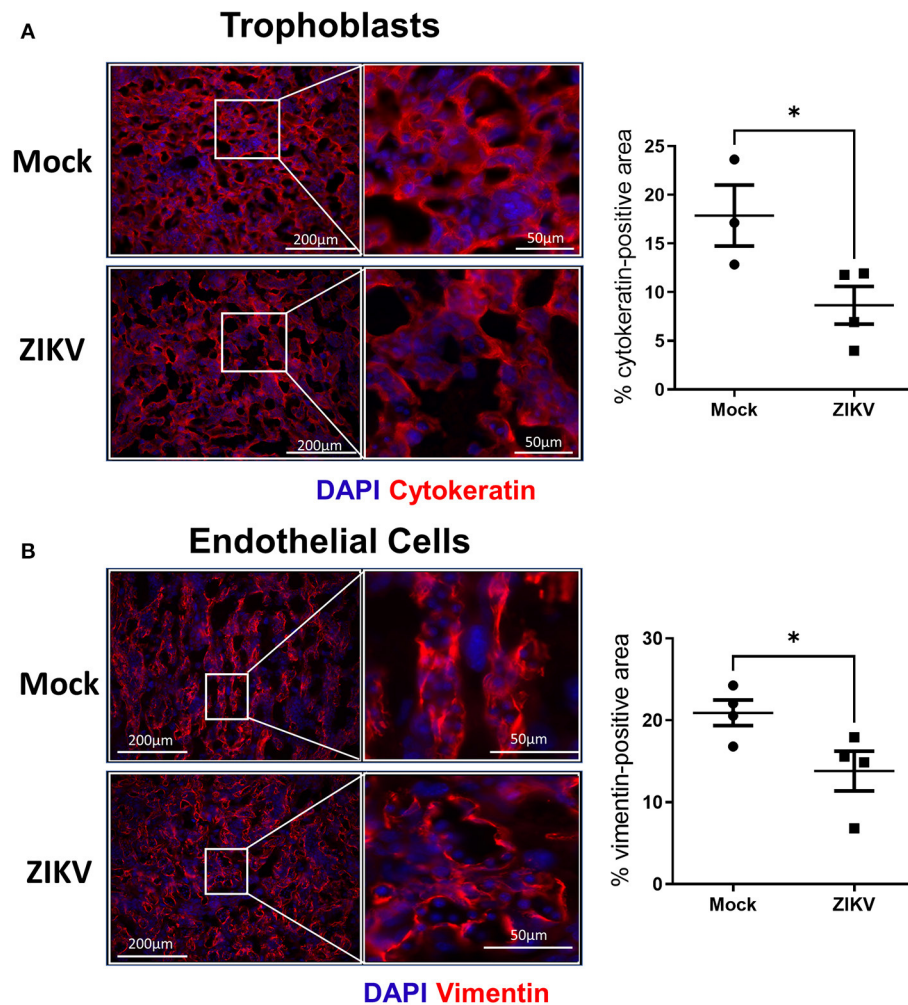 A
Trophoblasts
Mock
200µm
50µm
ZIKV
200µm
50µm
DAPI Cytokeratin
% cytokeratin-positive area
25
20
15
10
5
0
*
Mock
ZIKV
B
Endothelial Cells
Mock
200µm
50µm
ZIKV
200µm
50µm
DAPI Vimentin
% vimentin-positive area
30
20
10
0
*
Mock
ZIKV